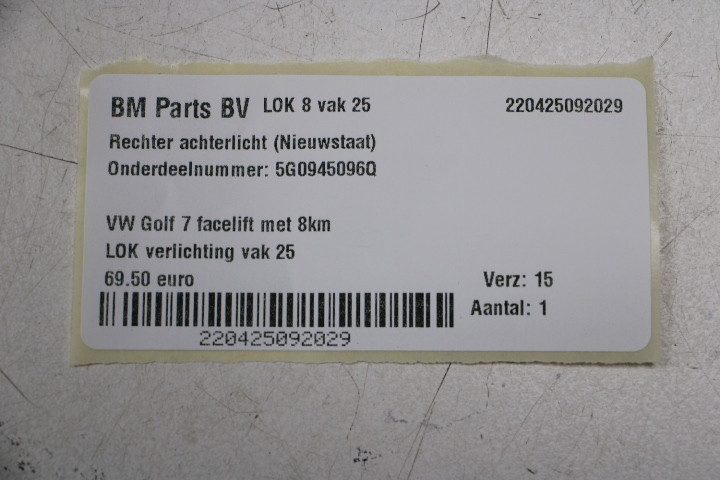 BM Parts BV LOK 8 vak 25 220425092029
Rechter achterlicht (Nieuwstaat)
Onderdeelnummer: 5G0945096Q
VW Golf 7 facelift met 8km
LOK verlichting vak 25
69.50 euro Verz: 15
Aantal: 1
220425092029